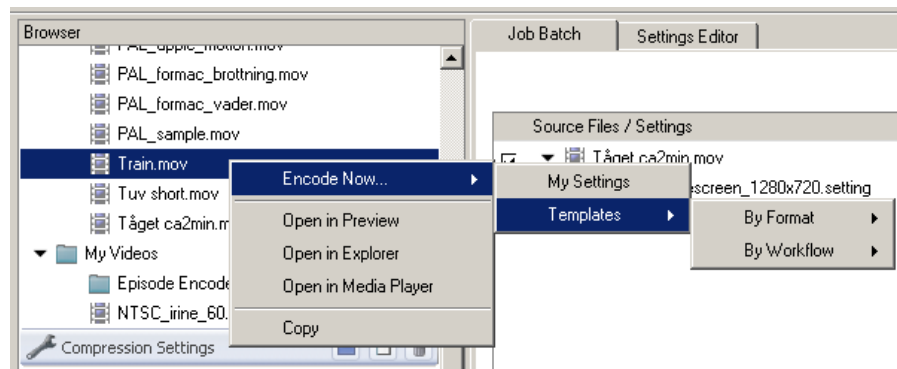 Browser
Job Batch
Settings Editor
PAL_formac_brottning.mov
PAL_formac_vader.mov
PAL_sample.mov
Source Files / Settings
Train.mov
Encode Now...
Tåget ca2min.mov
My Settings
escreen_1280x720.setting
Tuv short.mov
Templates
By Format
Tåget ca2min.m
Open in Preview
By Workflow
My Videos
Open in Explorer
Episode Encode
Open in Media Player
NTSC_irine_60.
Copy
Compression Settings